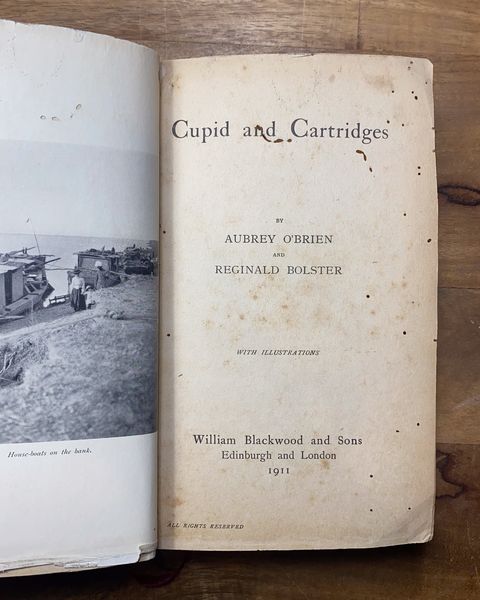 House-boats on the bank.
Cupid and Cartridges
BY
AUBREY O'BRIEN
AND
REGINALD BOLSTER
WITH ILLUSTRATIONS
William Blackwood and Sons
Edinburgh and London
1911
ALL RIGHTS RESERVED